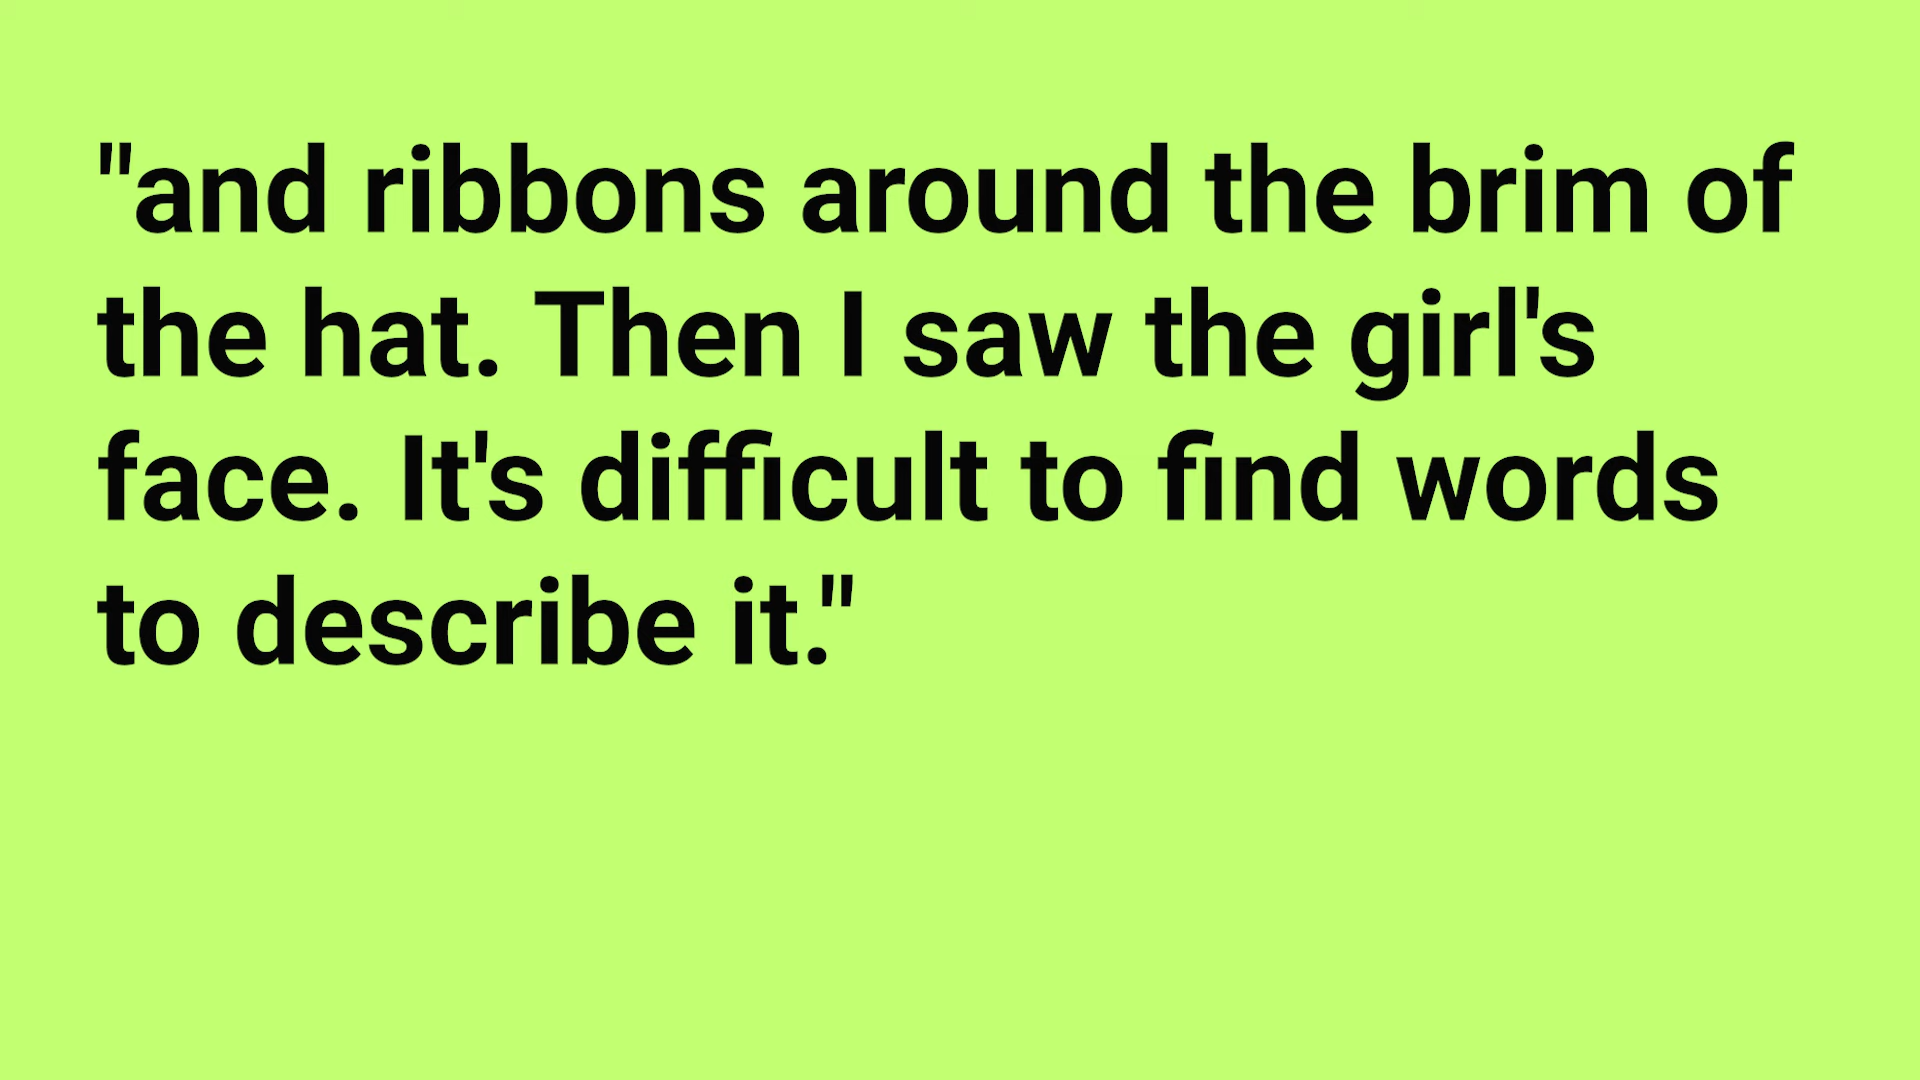 "and ribbons around the brim of
the hat. Then I saw the girl's
face. It's difficult to find words
to describe it."